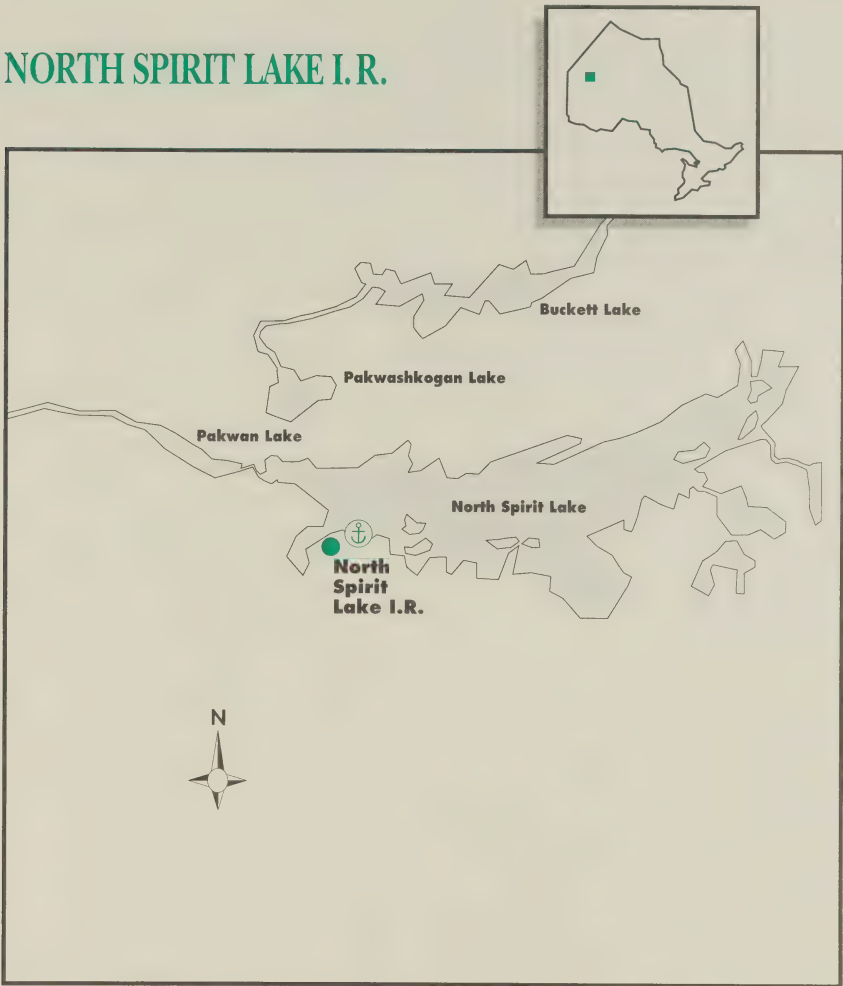 NORTH SPIRIT LAKE I.R.
Buckett Lake
Pakwashkogan Lake
Pakwan Lake
North Spirit Lake
North
Spirit
Lake I.R.
N